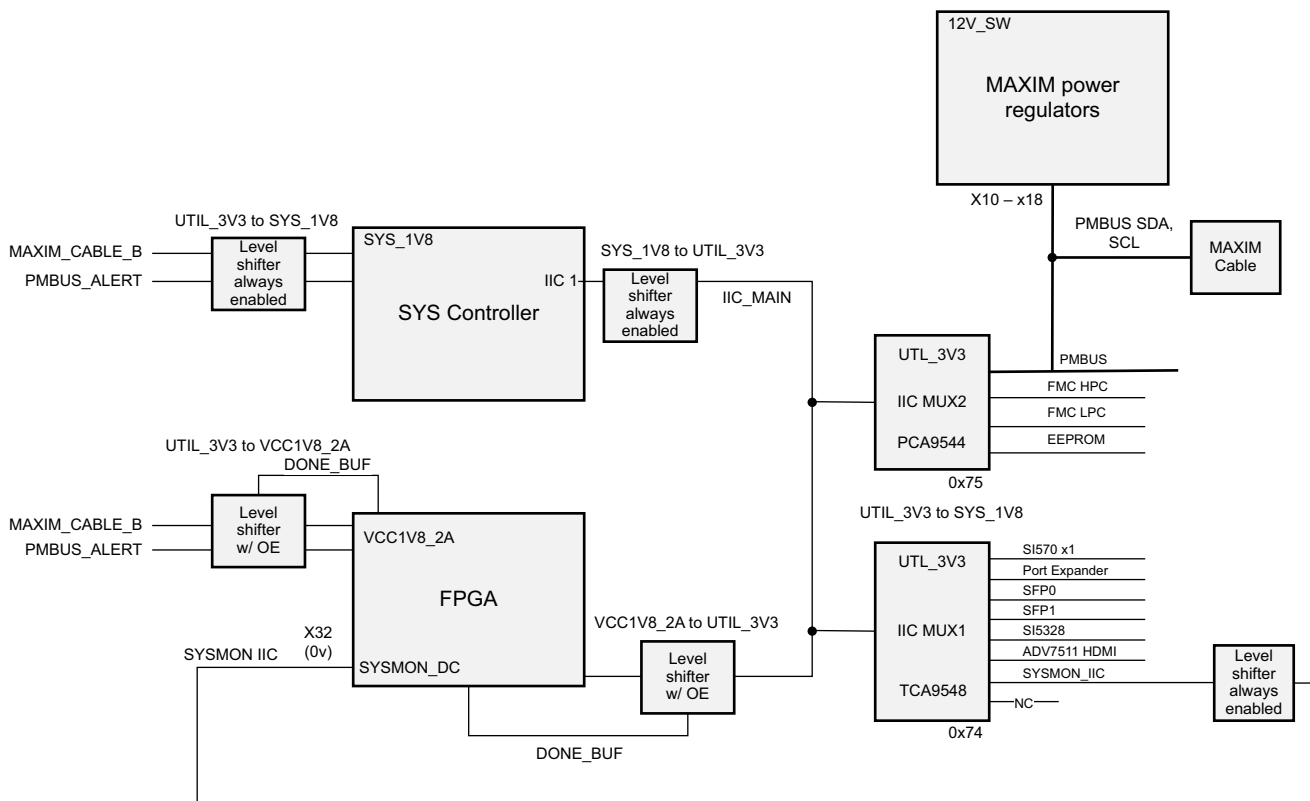 12V_SW
MAXIM power
regulators
X10 – x18
PMBUS SDA,
SCL
MAXIM
Cable
UTIL_3V3 to SYS_1V8
MAXIM_CABLE_B
PMBUS_ALERT
Level
shifter
always
enabled
SYS_1V8
IIC 1
SYS Controller
SYS_1V8 to UTIL_3V3
Level
shifter
always
enabled
IIC_MAIN
UTL_3V3
IIC MUX2
PCA9544
0x75
PMBUS
FMC HPC
FMC LPC
EEPROM
UTIL_3V3 to VCC1V8_2A
DONE_BUF
MAXIM_CABLE_B
PMBUS_ALERT
Level
shifter
w/ OE
VCC1V8_2A
FPGA
SYSMON_DC
X32
(0v)
SYSMON IIC
VCC1V8_2A to UTIL_3V3
Level
shifter
w/ OE
DONE_BUF
UTIL_3V3 to SYS_1V8
UTL_3V3
IIC MUX1
TCA9548
0x74
SI570 x1
Port Expander
SFP0
SFP1
SI5328
ADV7511 HDMI
SYSMON_IIC
NC
Level
shifter
always
enabled